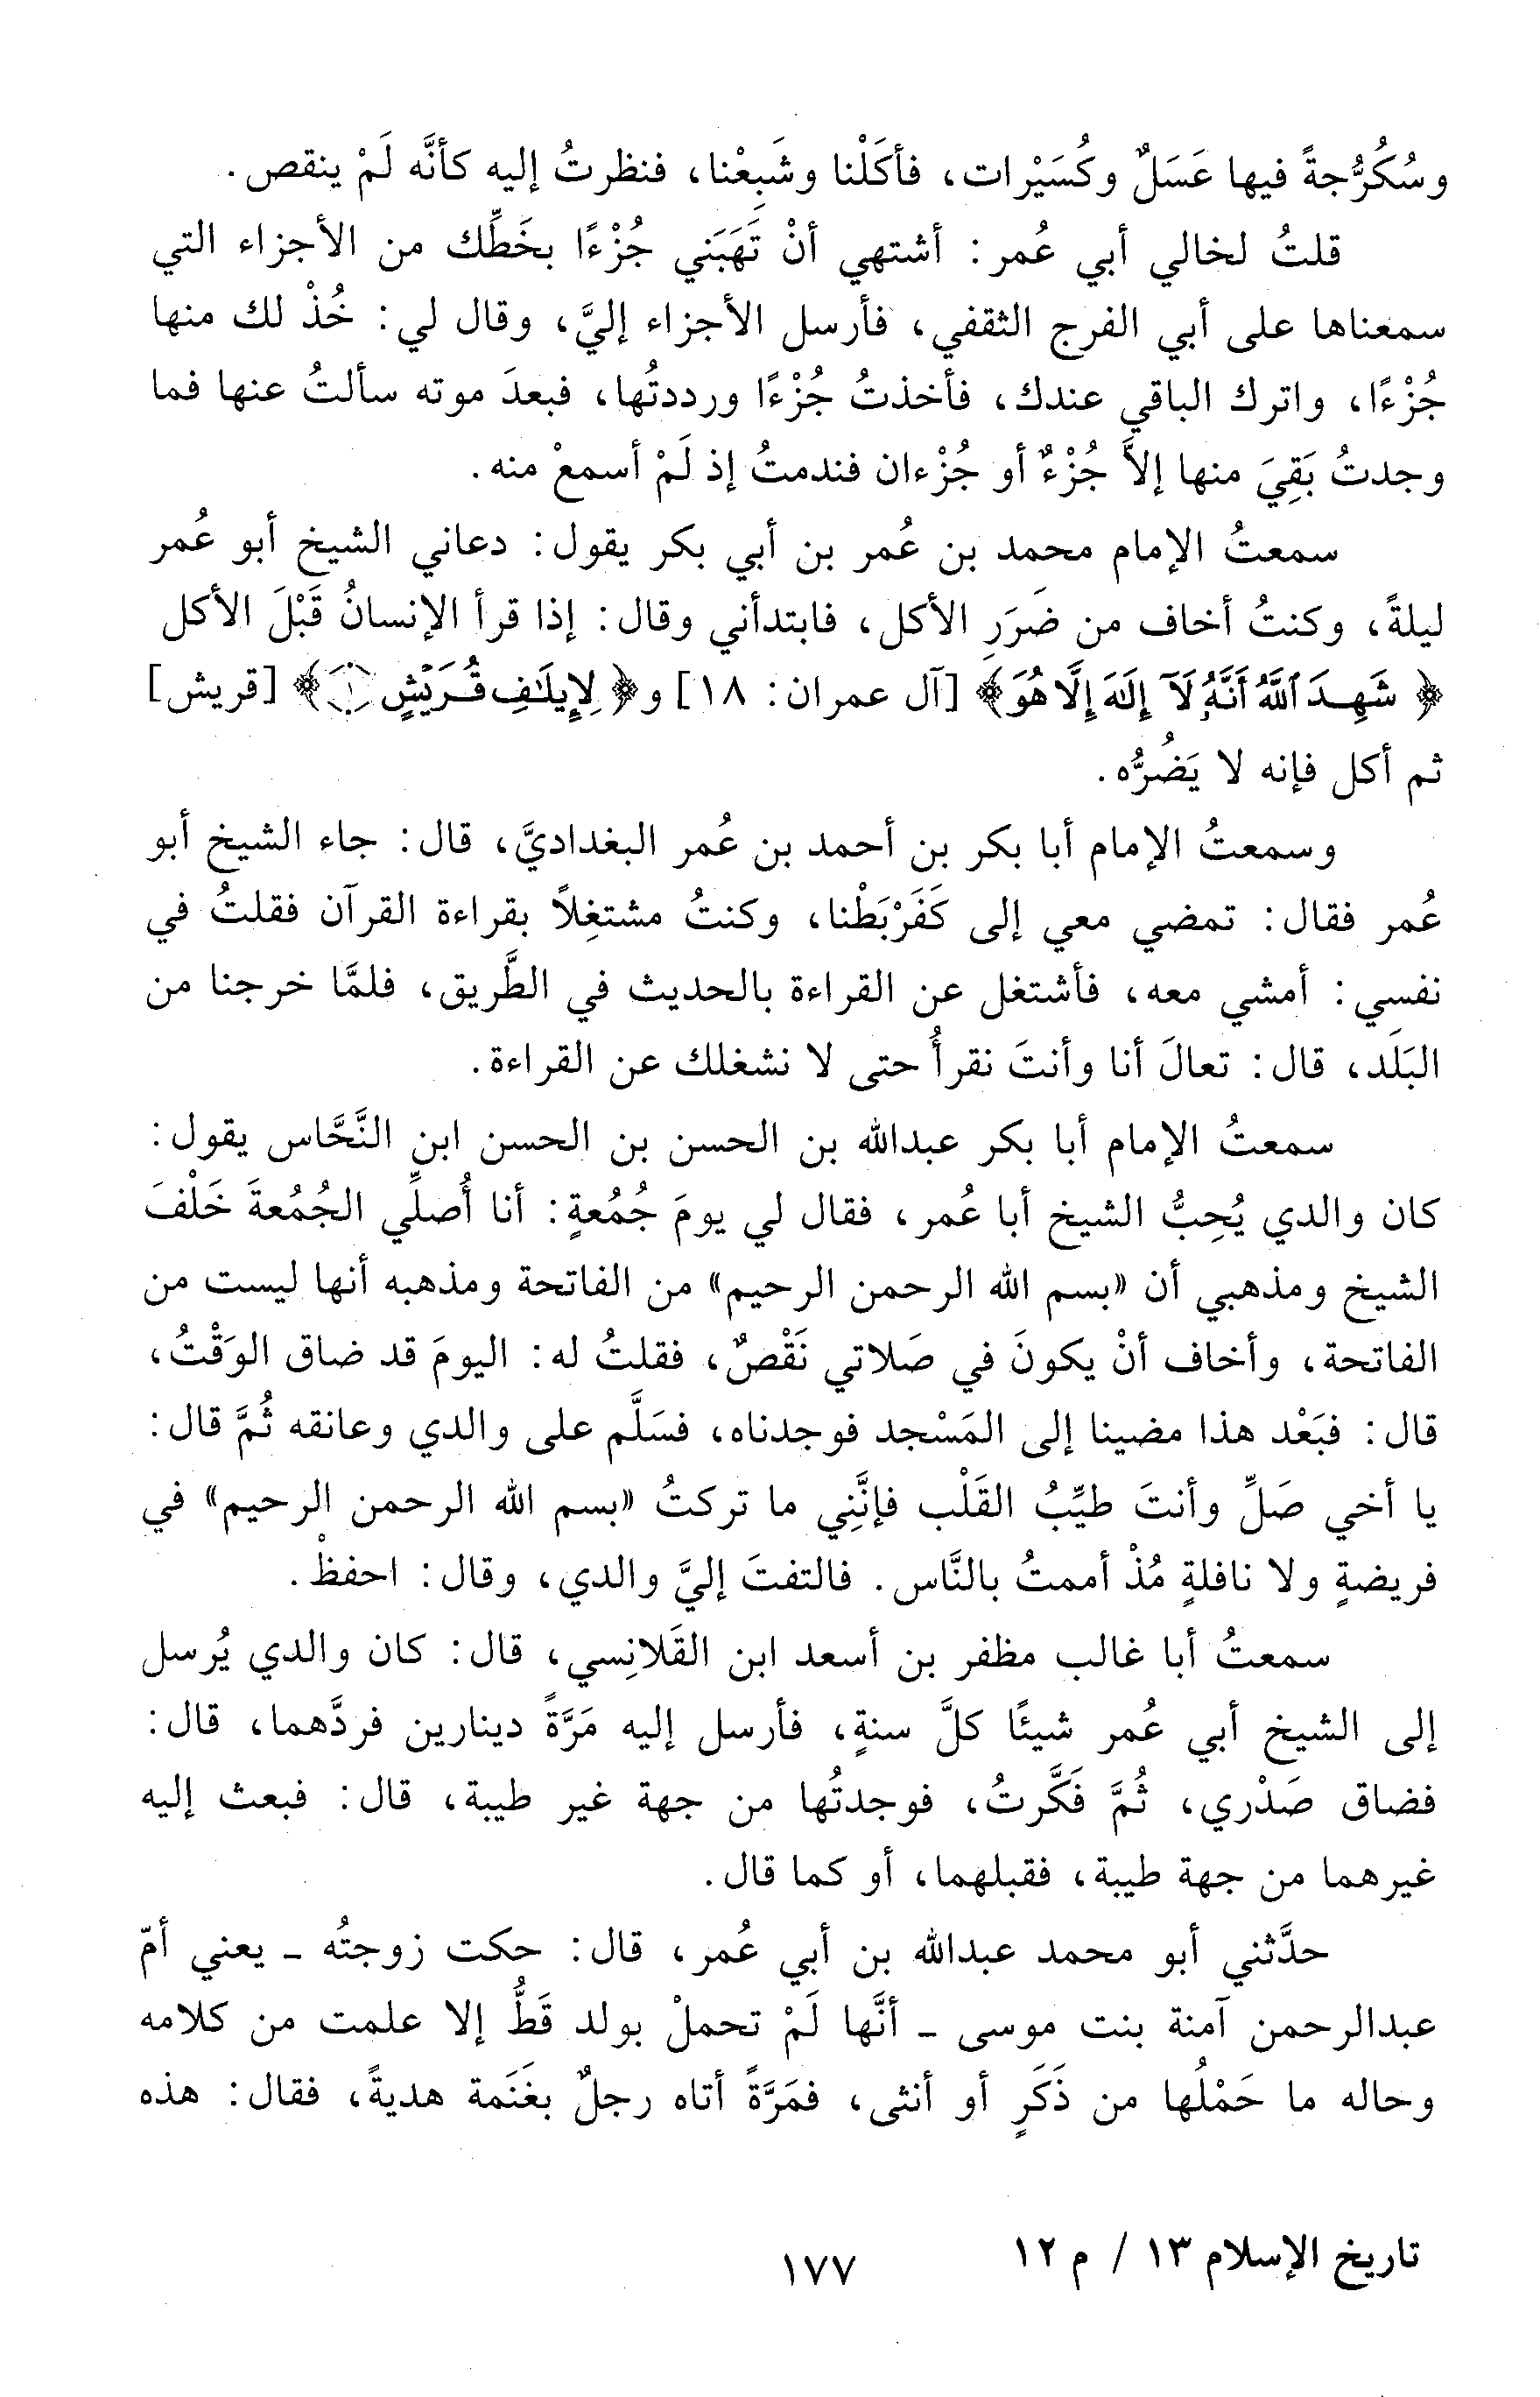 وسُكُرُّجةً فيها عَسَلٌ وكُسَيْرات، فأكَلْنا وشَبِعْنا، فنظرتُ إليه كأنَّه لَمْ ينقص.
قلتُ لخالي أبي عُمر: أشتهي أنْ تَهَبَني جُزْءًا بخَطِّك من الأجزاء التي
سمعناها على أبي الفرج الثقفي، فأرسل الأجزاء إليَّ، وقال لي: خُذْ لك منها
جُزْءًا، واترك الباقي عندك، فأخذتُ جُزْءًا ورددتُها، فبعدَ موته سألتُ عنها فما
وجدتُ بَقِيَ منها إلاَّ جُزْءٌ أو جُزْءان فندمتُ إذ لَمْ أسمعْ منه.
سمعتُ الإمام محمد بن عُمر بن أبي بكر يقول: دعاني الشيخ أبو عُمر
ليلةً، وكنتُ أخاف من ضَرَرِ الأكل، فابتدأني وقال: إذا قرأ الإنسانُ قَبْلَ الأكل
﴿شَهِدَ ٱللَّهُ أَنَّهُۥ لَآ إِلَٰهَ إِلَّا هُوَ﴾ [آل عمران: ١٨] و﴿لِإِيلَٰفِ قُرَيْشٍ ۝١﴾ [قريش]
ثم أكل فإنه لا يَضُرُّه.
وسمعتُ الإمام أبا بكر بن أحمد بن عُمر البغداديَّ، قال: جاء الشيخ أبو
عُمر فقال: تمضي معي إلى كَفَرْبَطْنا، وكنتُ مشتغِلاً بقراءة القرآن فقلتُ في
نفسي: أمشي معه، فأشتغل عن القراءة بالحديث في الطَّريق، فلمَّا خرجنا من
البَلَد، قال: تعالَ أنا وأنتَ نقرأُ حتى لا نشغلك عن القراءة.
سمعتُ الإمام أبا بكر عبدالله بن الحسن بن الحسن ابن النَّحَّاس يقول:
كان والدي يُحِبُّ الشيخ أبا عُمر، فقال لي يومَ جُمُعةٍ: أنا أُصلِّي الجُمُعةَ خَلْفَ
الشيخ ومذهبي أن «بسم الله الرحمن الرحيم» من الفاتحة ومذهبه أنها ليست من
الفاتحة، وأخاف أنْ يكونَ في صَلاتي نَقْصٌ، فقلتُ له: اليومَ قد ضاق الوَقْتُ،
قال: فبَعْد هذا مضينا إلى المَسْجد فوجدناه، فسَلَّم على والدي وعانقه ثُمَّ قال:
يا أخي صَلِّ وأنتَ طيِّبُ القَلْب فإنَّنِي ما تركتُ «بسم الله الرحمن الرحيم» في
فريضةٍ ولا نافلةٍ مُذْ أممتُ بالنَّاس. فالتفتَ إليَّ والدي، وقال: احفظْ.
سمعتُ أبا غالب مظفر بن أسعد ابن القَلانِسي، قال: كان والدي يُرسل
إلى الشيخ أبي عُمر شيئًا كلَّ سنةٍ، فأرسل إليه مَرَّةً دينارين فردَّهما، قال:
فضاق صَدْري، ثُمَّ فَكَّرتُ، فوجدتُها من جهة غير طيبة، قال: فبعث إليه
غيرهما من جهة طيبة، فقبلهما، أو كما قال.
حدَّثني أبو محمد عبدالله بن أبي عُمر، قال: حكت زوجتُه - يعني أمّ
عبدالرحمن آمنة بنت موسى - أنَّها لَمْ تحملْ بولد قَطُّ إلا علمت من كلامه
وحاله ما حَمْلُها من ذَكَرٍ أو أنثى، فمَرَّةً أتاه رجلٌ بغَنَمة هديةً، فقال: هذه
تاريخ الإسلام ١٣ / م ١٢
١٧٧